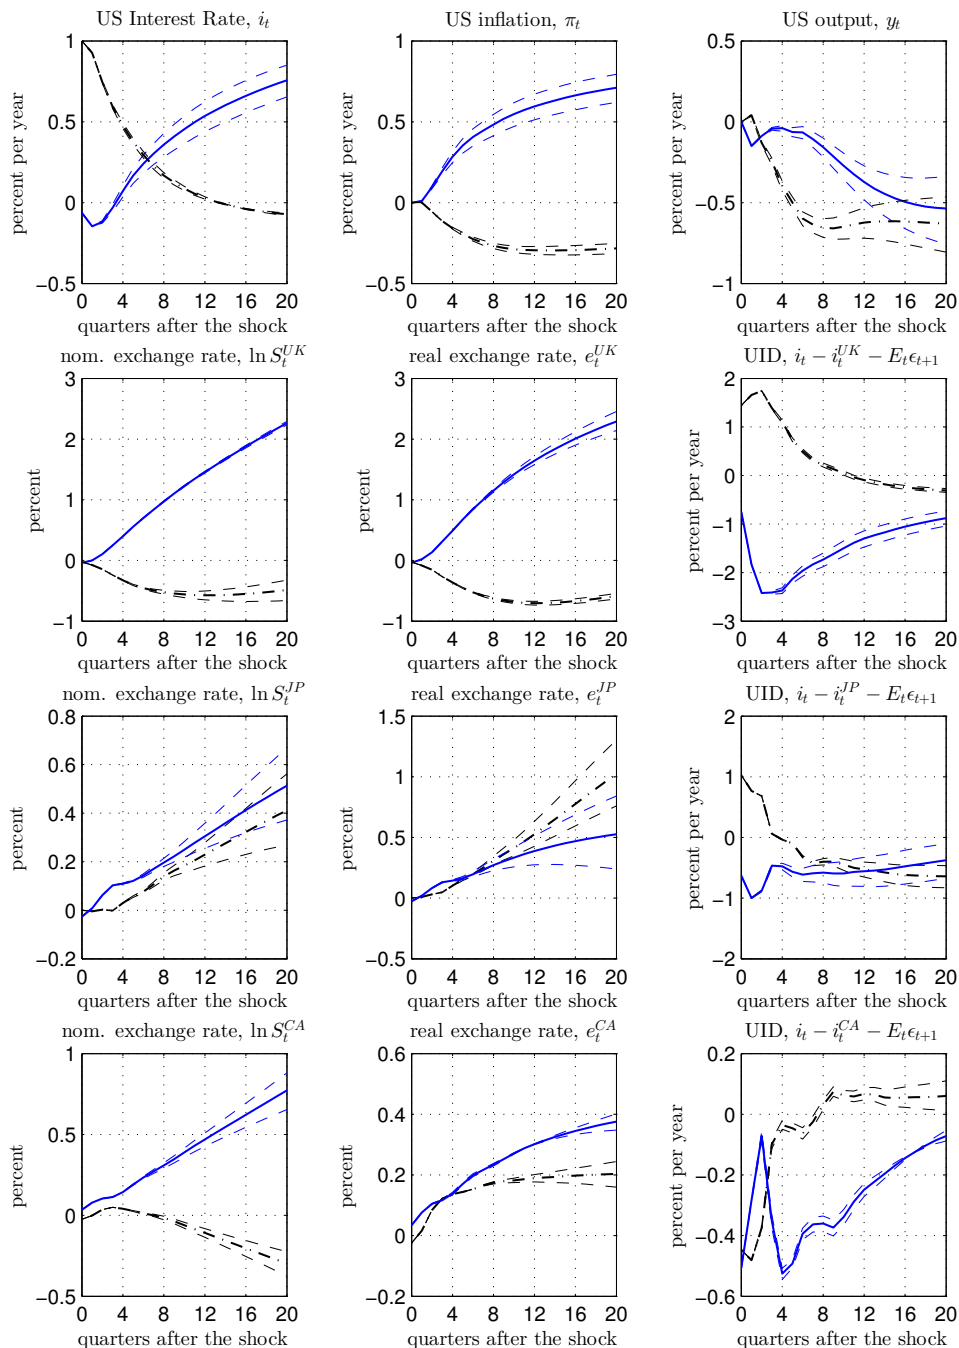 US Interest Rate, i_t
US inflation, π_t
US output, y_t
percent per year
1
0.5
0
−0.5
0 4 8 12 16 20
quarters after the shock
percent per year
1
0.5
0
−0.5
0 4 8 12 16 20
quarters after the shock
percent per year
0.5
0
−0.5
−1
0 4 8 12 16 20
quarters after the shock
nom. exchange rate, ln S_t^{UK}
real exchange rate, e_t^{UK}
UID, i_t − i_t^{UK} − E_tϵ_{t+1}
percent
3
2
1
0
−1
0 4 8 12 16 20
quarters after the shock
percent
3
2
1
0
−1
0 4 8 12 16 20
quarters after the shock
percent per year
2
1
0
−1
−2
−3
0 4 8 12 16 20
quarters after the shock
nom. exchange rate, ln S_t^{JP}
real exchange rate, e_t^{JP}
UID, i_t − i_t^{JP} − E_tϵ_{t+1}
percent
0.8
0.6
0.4
0.2
0
−0.2
0 4 8 12 16 20
quarters after the shock
percent
1.5
1
0.5
0
−0.5
0 4 8 12 16 20
quarters after the shock
percent per year
2
1
0
−1
−2
0 4 8 12 16 20
quarters after the shock
nom. exchange rate, ln S_t^{CA}
real exchange rate, e_t^{CA}
UID, i_t − i_t^{CA} − E_tϵ_{t+1}
percent
1
0.5
0
−0.5
0 4 8 12 16 20
quarters after the shock
percent
0.6
0.4
0.2
0
−0.2
0 4 8 12 16 20
quarters after the shock
percent per year
0.2
0
−0.2
−0.4
−0.6
0 4 8 12 16 20
quarters after the shock